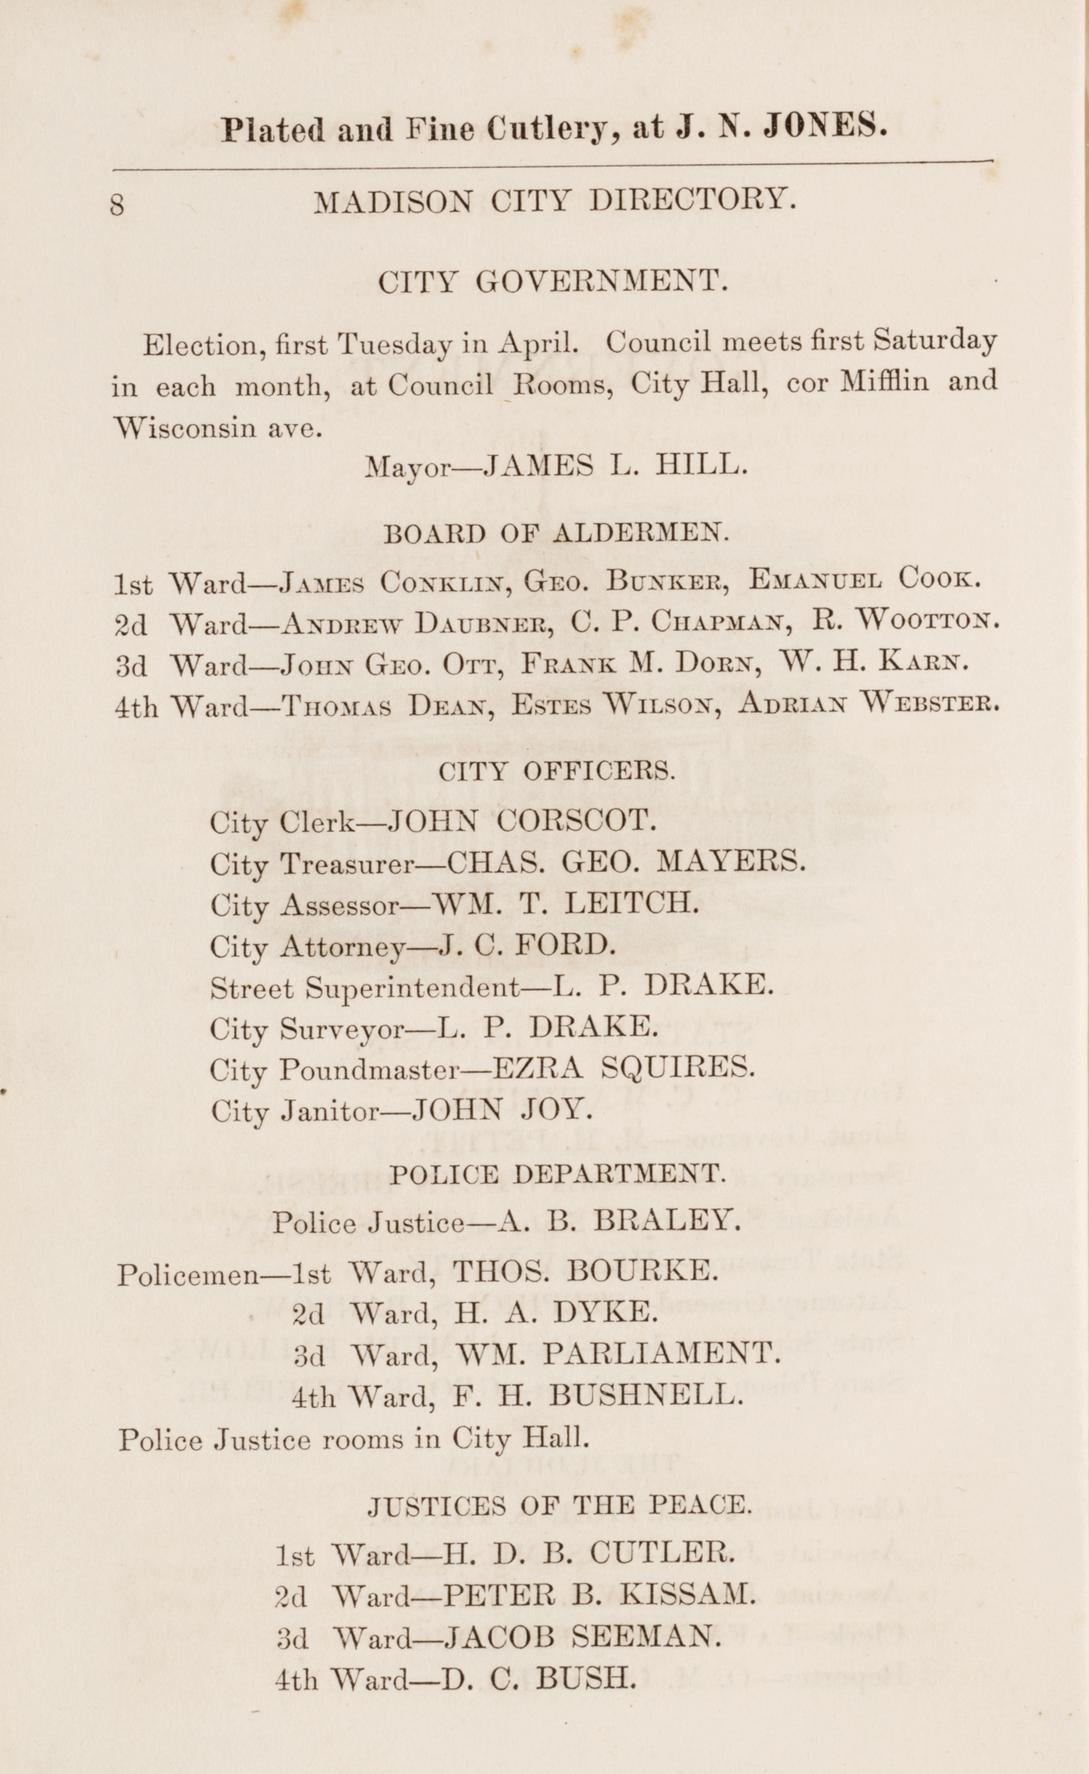 Plated and Fine Cutlery, at J. N. JONES.
8 MADISON CITY DIRECTORY.
CITY GOVERNMENT.
Election, first Tuesday in April. Council meets first Saturday
in each month, at Council Rooms, City Hall, cor Mifflin and
Wisconsin ave.
Mayor—JAMES L. HILL.
BOARD OF ALDERMEN.
1st Ward—JAMES CONKLIN, GEO. BUNKER, EMANUEL COOK.
2d Ward—ANDREW DAUBNER, C. P. CHAPMAN, R. WOOTTON.
3d Ward—JOHN GEO. OTT, FRANK M. DORN, W. H. KARN.
4th Ward—THOMAS DEAN, ESTES WILSON, ADRIAN WEBSTER.
CITY OFFICERS.
City Clerk—JOHN CORSCOT.
City Treasurer—CHAS. GEO. MAYERS.
City Assessor—WM. T. LEITCH.
City Attorney—J. C. FORD.
Street Superintendent—L. P. DRAKE.
City Surveyor—L. P. DRAKE.
City Poundmaster—EZRA SQUIRES.
City Janitor—JOHN JOY.
POLICE DEPARTMENT.
Police Justice—A. B. BRALEY.
Policemen—1st Ward, THOS. BOURKE.
2d Ward, H. A. DYKE.
3d Ward, WM. PARLIAMENT.
4th Ward, F. H. BUSHNELL.
Police Justice rooms in City Hall.
JUSTICES OF THE PEACE.
1st Ward—H. D. B. CUTLER.
2d Ward—PETER B. KISSAM.
3d Ward—JACOB SEEMAN.
4th Ward—D. C. BUSH.